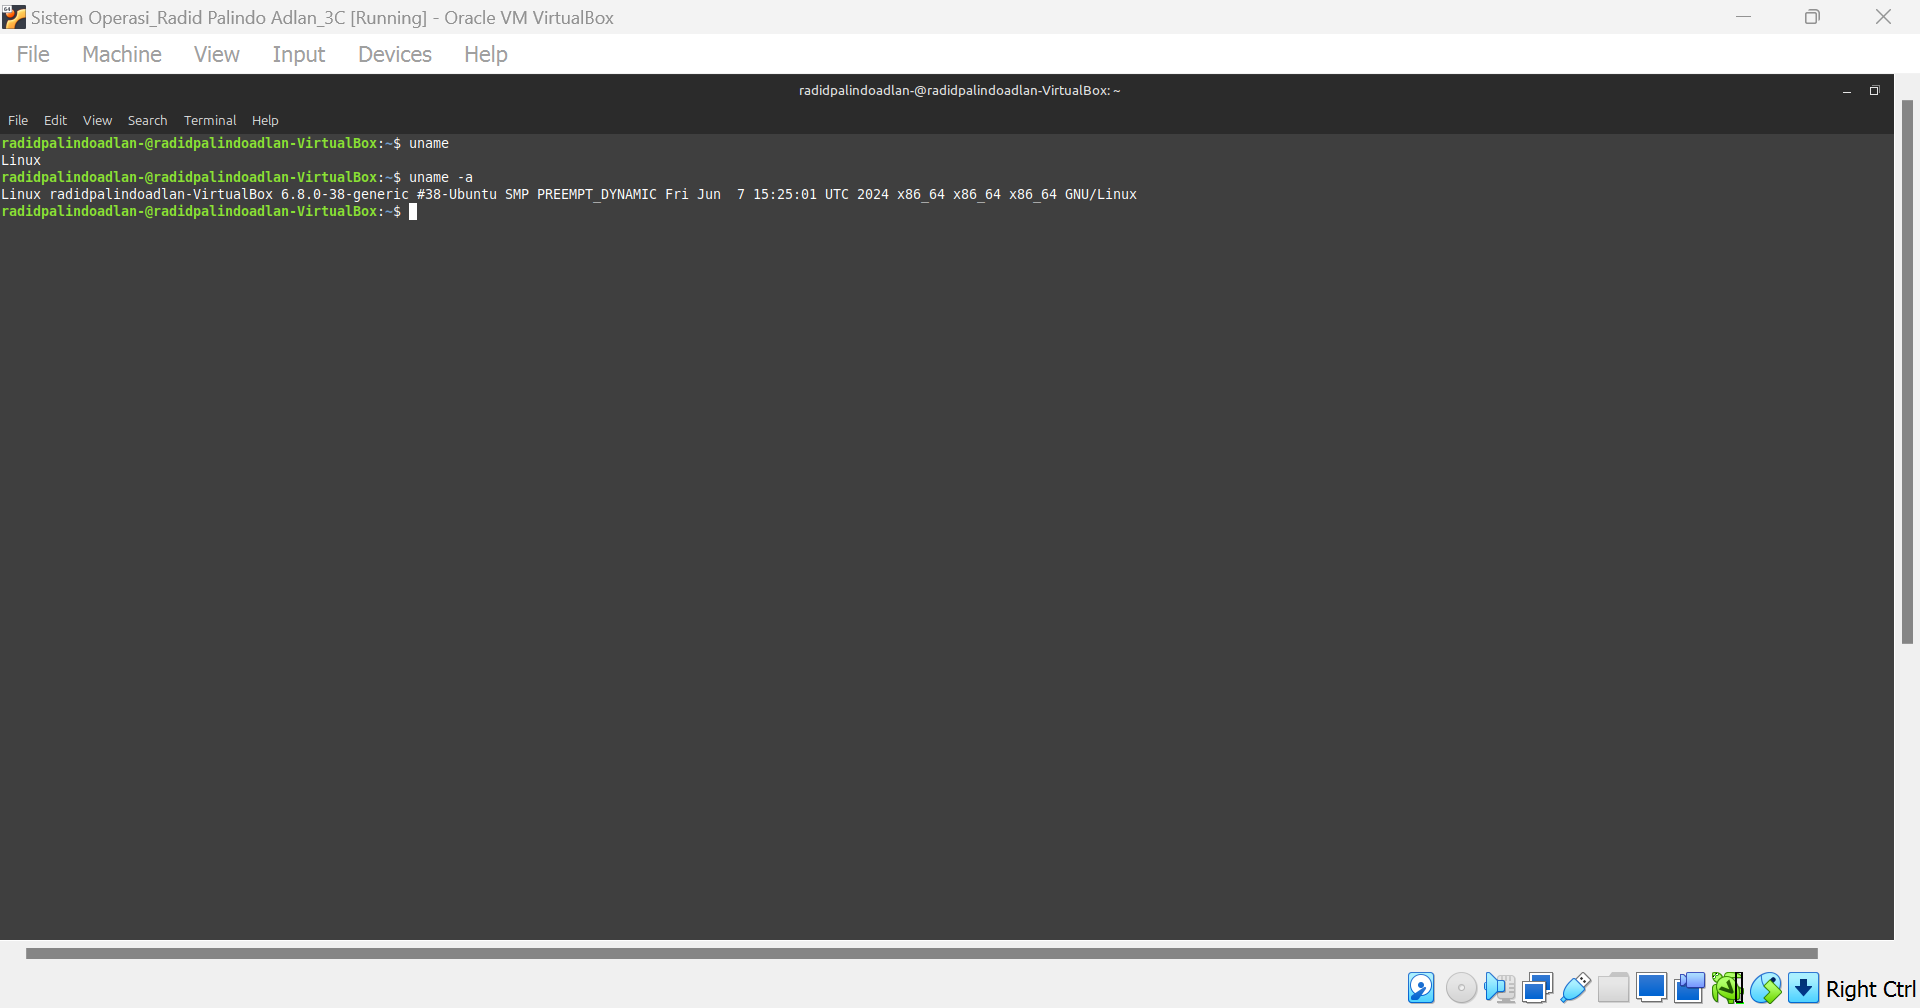 Sistem Operasi_Radid Palindo Adlan_3C [Running] - Oracle VM VirtualBox
File Machine View Input Devices Help
radidpalindoadlan-@radidpalindoadlan-VirtualBox: ~
File Edit View Search Terminal Help
radidpalindoadlan-@radidpalindoadlan-VirtualBox:~$ uname
Linux
radidpalindoadlan-@radidpalindoadlan-VirtualBox:~$ uname -a
Linux radidpalindoadlan-VirtualBox 6.8.0-38-generic #38-Ubuntu SMP PREEMPT_DYNAMIC Fri Jun  7 15:25:01 UTC 2024 x86_64 x86_64 x86_64 GNU/Linux
radidpalindoadlan-@radidpalindoadlan-VirtualBox:~$
Right Ctrl